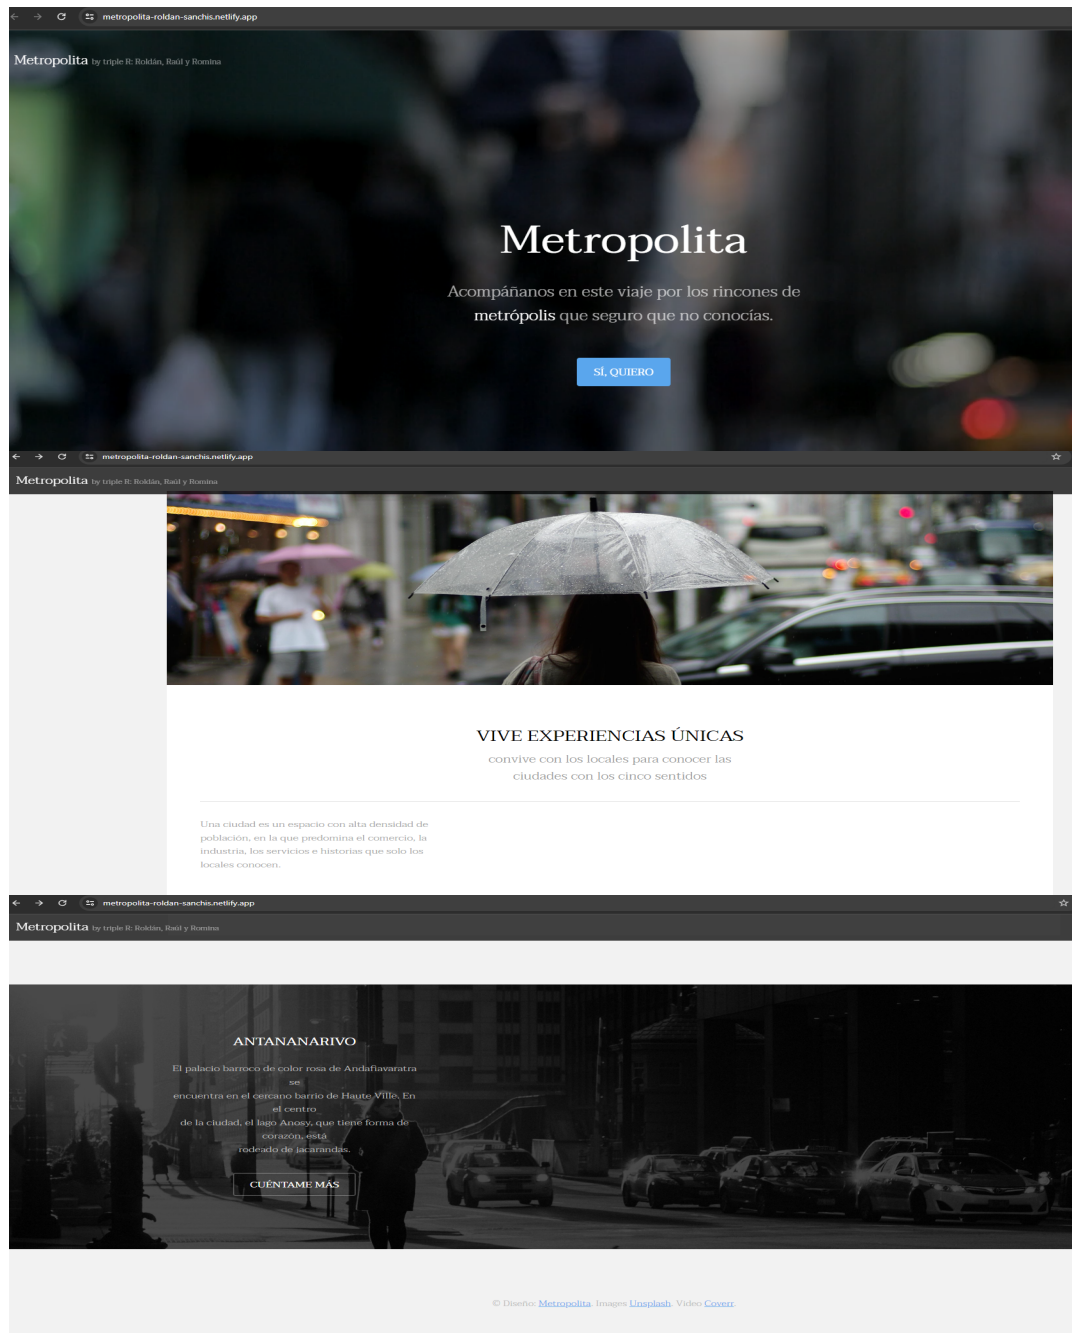 metropolita-roldan-sanchis.netlify.app
Metropolita by triple R: Roldán, Raúl y Romina
Metropolita
Acompáñanos en este viaje por los rincones de
metrópolis que seguro que no conocías.
SÍ, QUIERO
metropolita-roldan-sanchis.netlify.app
Metropolita by triple R: Roldán, Raúl y Romina
VIVE EXPERIENCIAS ÚNICAS
convive con los locales para conocer las
ciudades con los cinco sentidos
Una ciudad es un espacio con alta densidad de
población, en la que predomina el comercio, la
industria, los servicios e historias que solo los
locales conocen.
metropolita-roldan-sanchis.netlify.app
Metropolita by triple R: Roldán, Raúl y Romina
ANTANANARIVO
El palacio barroco de color rosa de Andafiavaratra
se
encuentra en el cercano barrio de Haute Ville. En
el centro
de la ciudad, el lago Anosy, que tiene forma de
corazón, está
rodeado de jacarandas.
CUÉNTAME MÁS
© Diseño: Metropolita. Images Unsplash. Video Coverr.